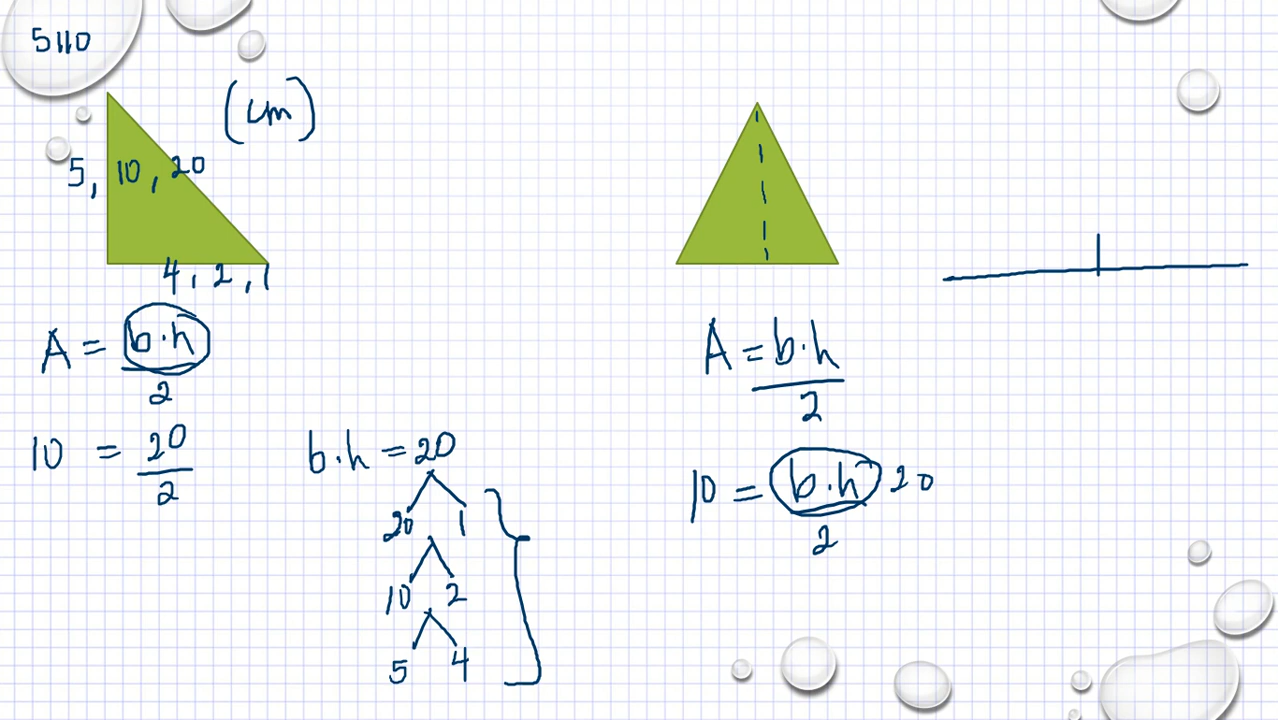 5110
(cm)
5, 10, 20
4, 2, 1
A = b·h
2
10 = 20
2
b·h = 20
20 1
10 2
5 4
A = b·h
2
10 = b·h 20
2